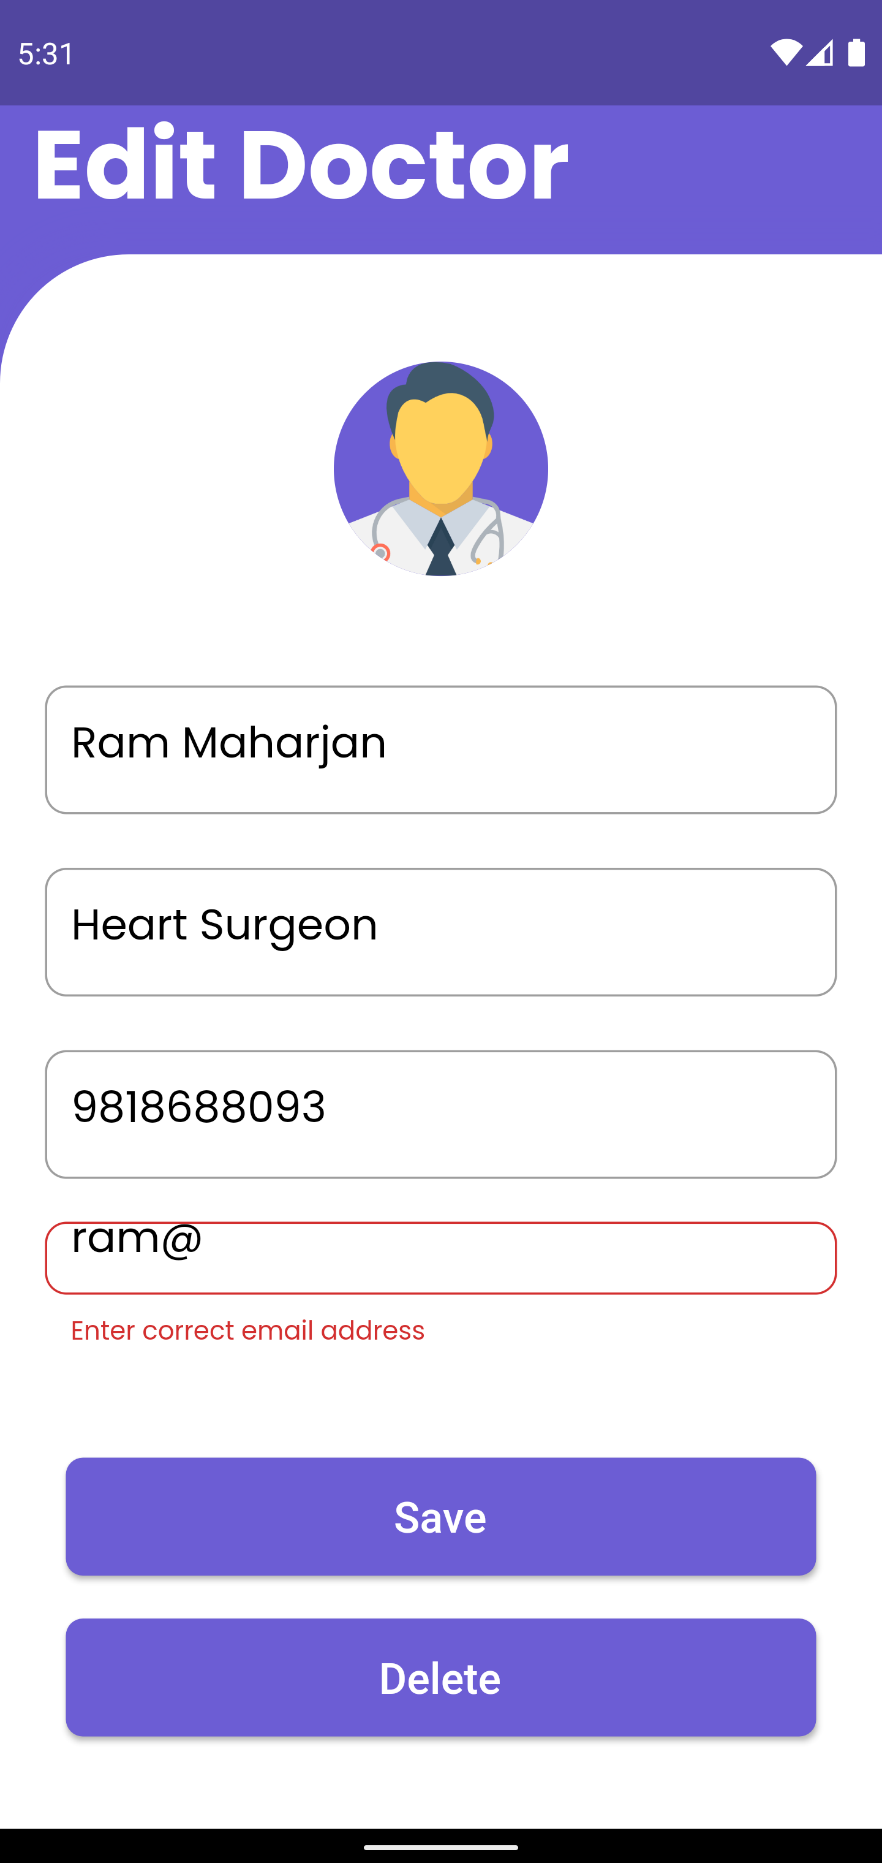 5:31
Edit Doctor
Ram Maharjan
Heart Surgeon
9818688093
ram@
Enter correct email address
Save
Delete